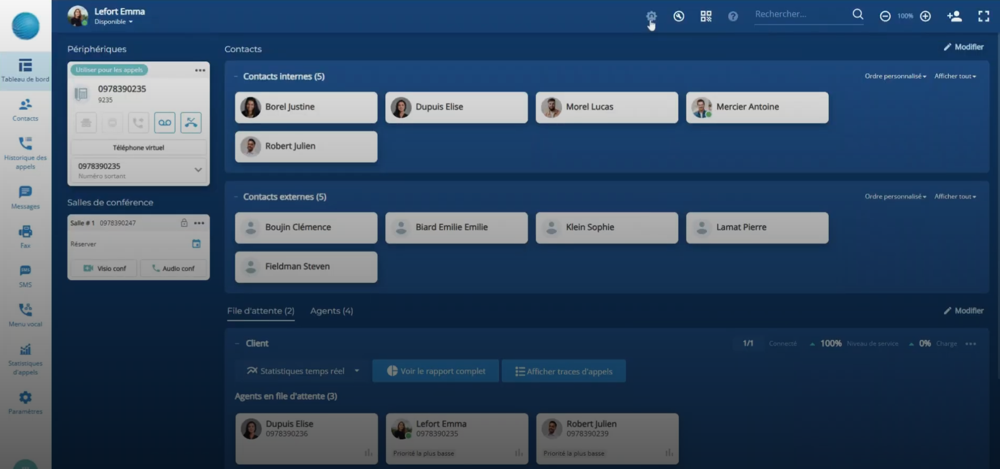 Lefort Emma
Disponible
Rechercher...
100%
Tableau de bord
Contacts
Historique des
appels
Messages
Fax
SMS
SMS
Menu vocal
Statistiques
d'appels
Paramètres
Périphériques
Utiliser pour les appels
0978390235
9235
Téléphone virtuel
0978390235
Numéro sortant
Salles de conférence
Salle # 1 0978390247
Réserver
Visio conf
Audio conf
Contacts
Modifier
Contacts internes (5)
Ordre personnalisé
Afficher tout
Borel Justine
Dupuis Elise
Morel Lucas
Mercier Antoine
Robert Julien
Contacts externes (5)
Ordre personnalisé
Afficher tout
Boujin Clémence
Biard Emilie Emilie
Klein Sophie
Lamat Pierre
Fieldman Steven
File d'attente (2)
Agents (4)
Modifier
Client
1/1 Connecté
100% Niveau de service
0% Charge
Statistiques temps réel
Voir le rapport complet
Afficher traces d'appels
Agents en file d'attente (3)
Dupuis Elise
0978390236
Lefort Emma
0978390235
Priorité la plus basse
Robert Julien
0978390239
Priorité la plus basse